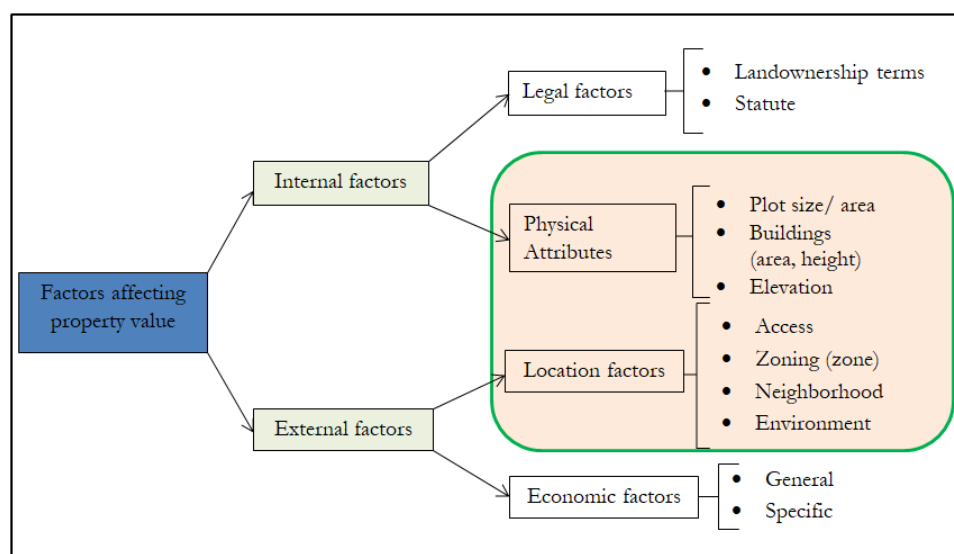 Factors affecting
property value
Internal factors
External factors
Legal factors
• Landownership terms
• Statute
Physical
Attributes
• Plot size/ area
• Buildings
(area, height)
• Elevation
Location factors
• Access
• Zoning (zone)
• Neighborhood
• Environment
Economic factors
• General
• Specific